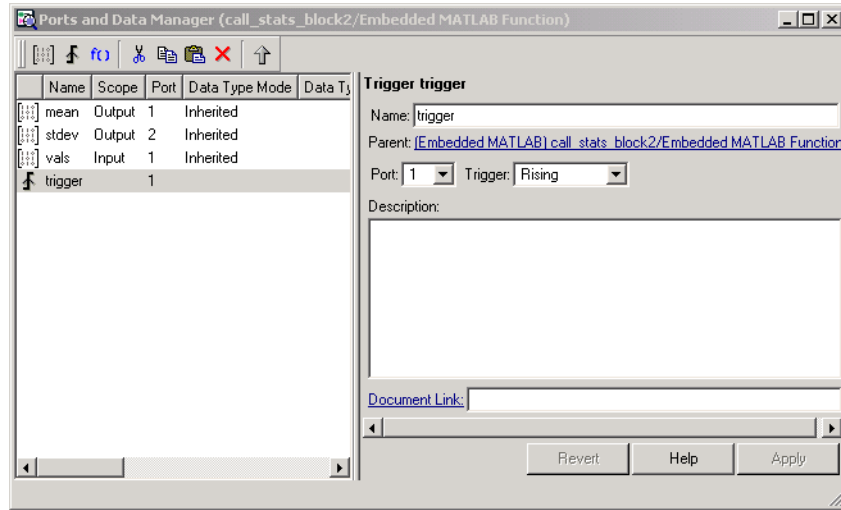 Ports and Data Manager (call_stats_block2/Embedded MATLAB Function)
f()
Name Scope Port Data Type Mode Data Ty
mean Output 1 Inherited
stdev Output 2 Inherited
vals Input 1 Inherited
trigger 1
Trigger trigger
Name: trigger
Parent: (Embedded MATLAB) call_stats_block2/Embedded MATLAB Function
Port: 1 Trigger: Rising
Description:
Document Link:
Revert Help Apply